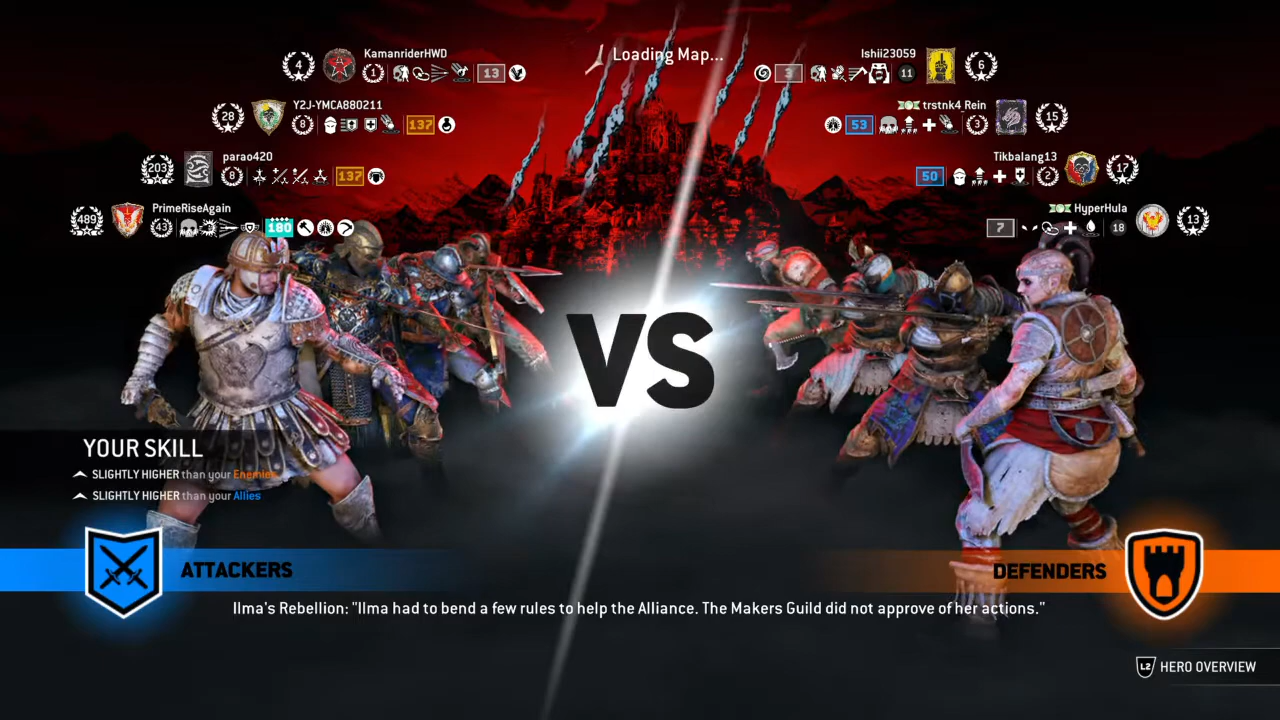 Loading Map...
4 KamanriderHWD
1 13
28 Y2J-YMCA880211
8 137
203 parao420
8 137
489 PrimeRiseAgain
43 180
Ishii23059 6
3 11
trstnk4 Rein 15
53 3
Tikbalang13 17
50 2
HyperHula 13
7 18
VS
YOUR SKILL
SLIGHTLY HIGHER than your Enemies
SLIGHTLY HIGHER than your Allies
ATTACKERS
DEFENDERS
Ilma's Rebellion: "Ilma had to bend a few rules to help the Alliance. The Makers Guild did not approve of her actions."
L2 HERO OVERVIEW